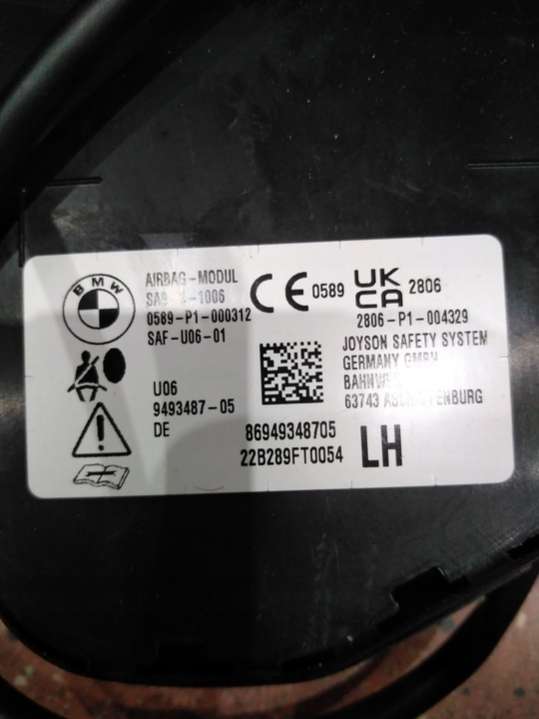 BMW
AIRBAG-MODUL
0589-P1-000312
SAF-U06-01
CE 0589
UK
CA 2806
2806-P1-004329
JOYSON SAFETY SYSTEM
GERMANY GMBH
63743
U06
9493487-05
DE
86949348705
22B289FT0054
LH